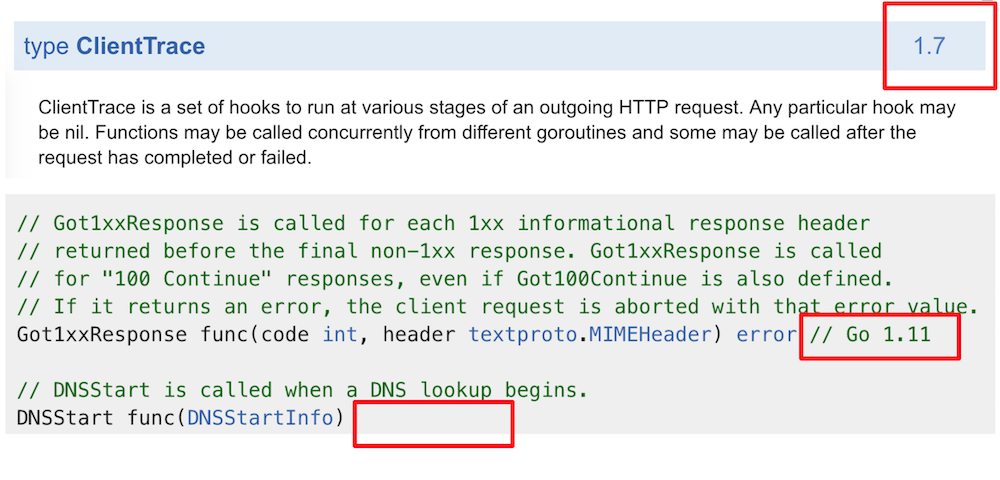 type ClientTrace 1.7
ClientTrace is a set of hooks to run at various stages of an outgoing HTTP request. Any particular hook may
be nil. Functions may be called concurrently from different goroutines and some may be called after the
request has completed or failed.
// Got1xxResponse is called for each 1xx informational response header
// returned before the final non-1xx response. Got1xxResponse is called
// for "100 Continue" responses, even if Got100Continue is also defined.
// If it returns an error, the client request is aborted with that error value.
Got1xxResponse func(code int, header textproto.MIMEHeader) error // Go 1.11
// DNSStart is called when a DNS lookup begins.
DNSStart func(DNSStartInfo)